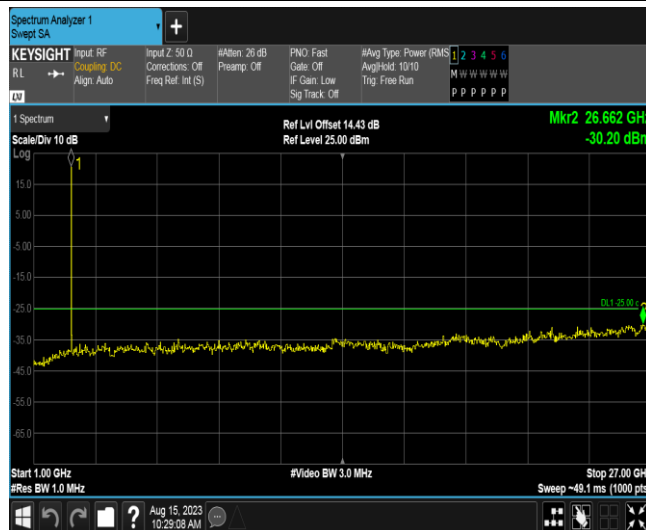 Spectrum Analyzer 1
Swept SA
+
KEYSIGHT
RL
LXI
Input: RF
Coupling: DC
Align: Auto
Input Z: 50 Ω
Corrections: Off
Freq Ref: Int (S)
#Atten: 26 dB
Preamp: Off
PNO: Fast
Gate: Off
IF Gain: Low
Sig Track: Off
#Avg Type: Power (RMS
Avg|Hold: 10/10
Trig: Free Run
1 2 3 4 5 6
M W W W W W
P P P P P P
1 Spectrum
Scale/Div 10 dB
Log
Ref Lvl Offset 14.43 dB
Ref Level 25.00 dBm
Mkr2 26.662 GHz
-30.20 dBm
1
15.0
5.00
-5.00
-15.0
-25.0
DL1 -25.00
-35.0
-45.0
-55.0
-65.0
Start 1.00 GHz
#Res BW 1.0 MHz
#Video BW 3.0 MHz
Stop 27.00 GHz
Sweep ~49.1 ms (1000 pts
?
Aug 15, 2023
10:29:08 AM